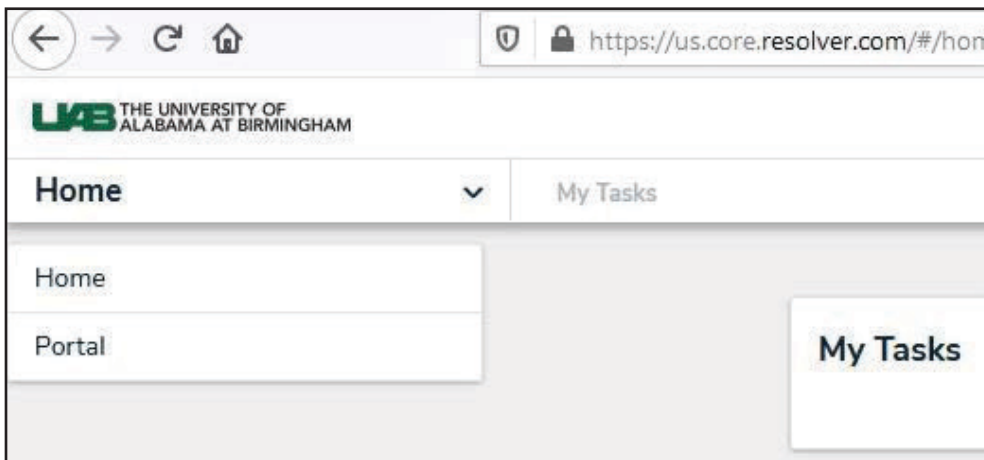 https://us.core.resolver.com/#/hom
UAB THE UNIVERSITY OF
ALABAMA AT BIRMINGHAM
Home
My Tasks
Home
Portal
My Tasks